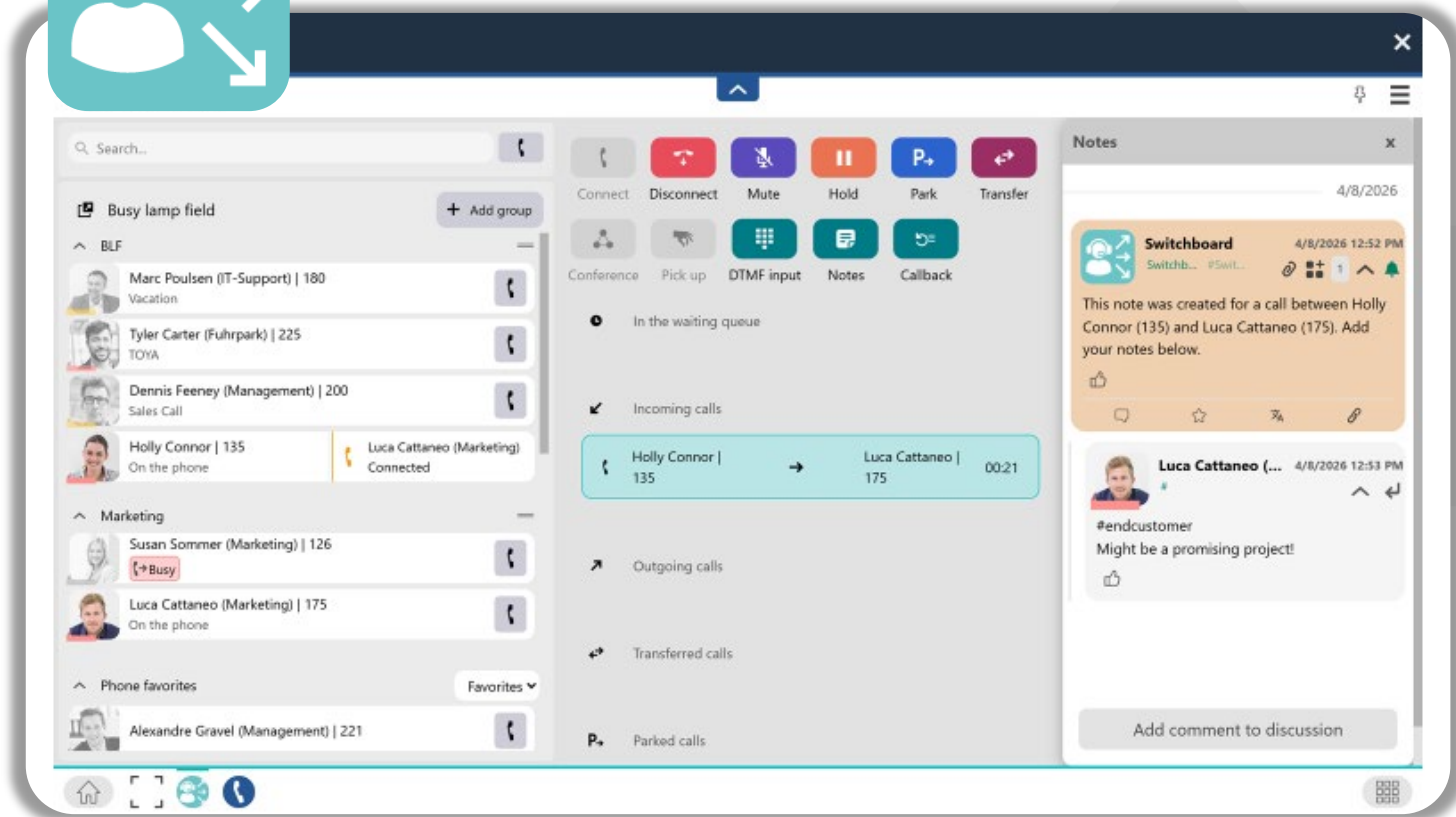 Search...
Busy lamp field
+ Add group
BLF
Marc Poulsen (IT-Support) | 180
Vacation
Tyler Carter (Fuhrpark) | 225
TOYA
Dennis Feeney (Management) | 200
Sales Call
Holly Connor | 135
On the phone
Luca Cattaneo (Marketing)
Connected
Marketing
Susan Sommer (Marketing) | 126
Busy
Luca Cattaneo (Marketing) | 175
On the phone
Phone favorites
Favorites
Alexandre Gravel (Management) | 221
Connect
Disconnect
Mute
Hold
P
Park
Transfer
Conference
Pick up
DTMF input
Notes
Callback
In the waiting queue
Incoming calls
Holly Connor |
135
Luca Cattaneo |
175
00:21
Outgoing calls
Transferred calls
P
Parked calls
Notes
x
4/8/2026
Switchboard
4/8/2026 12:52 PM
Switchb... #Swit...
1
This note was created for a call between Holly
Connor (135) and Luca Cattaneo (175). Add
your notes below.
Luca Cattaneo (...
4/8/2026 12:53 PM
#
#endcustomer
Might be a promising project!
Add comment to discussion